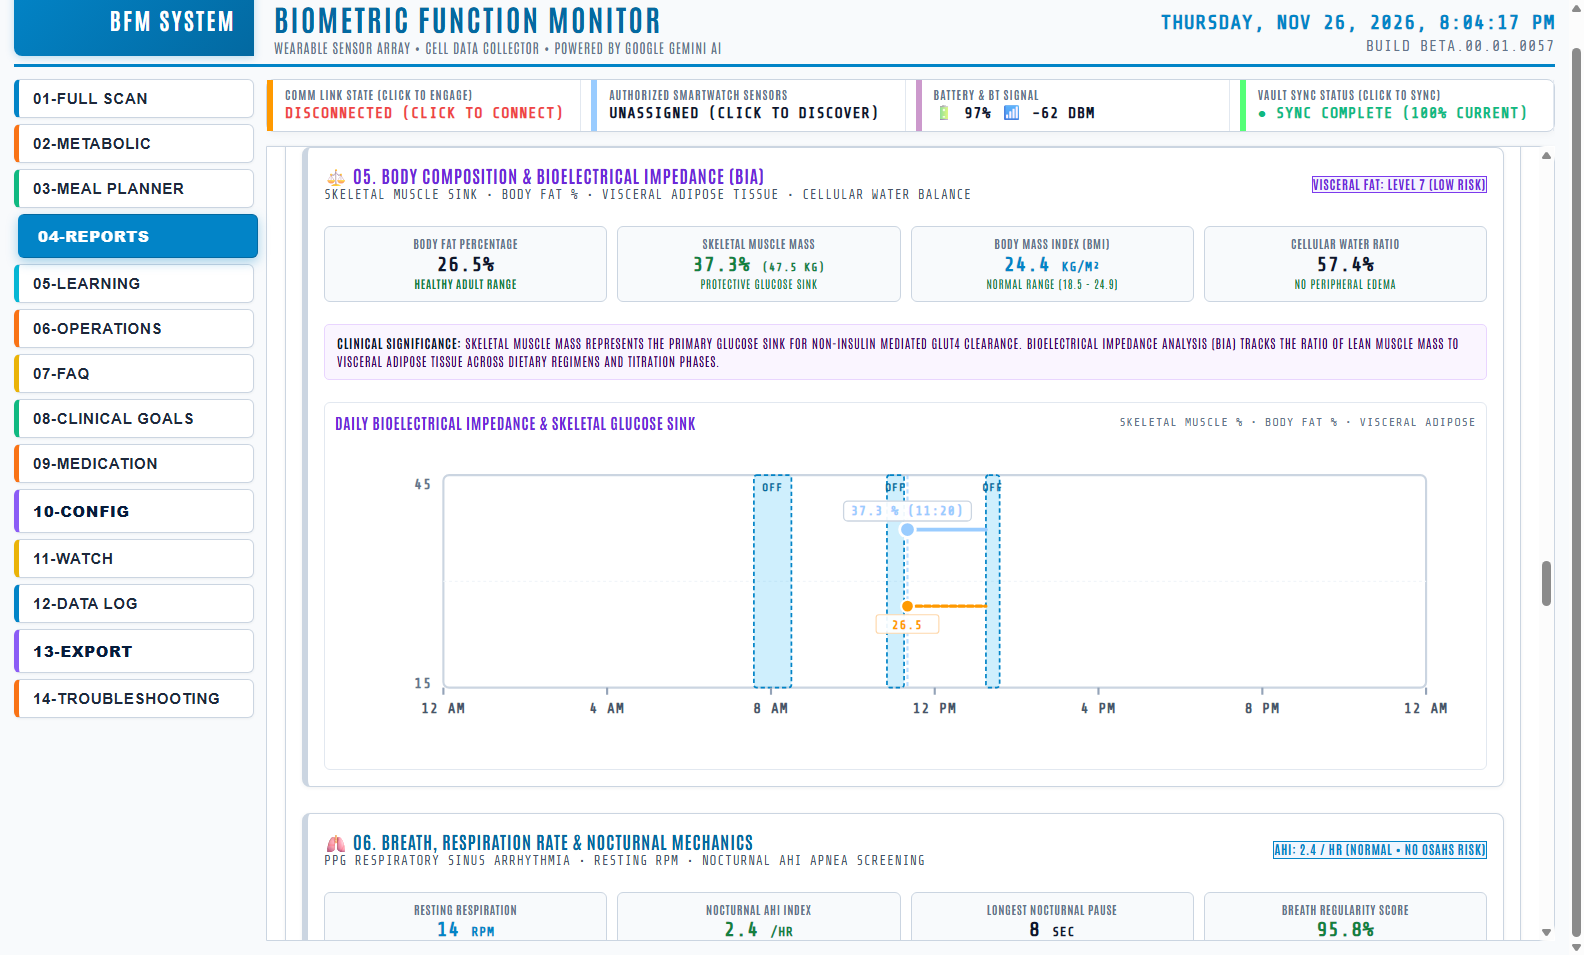 BFM SYSTEM
BIOMETRIC FUNCTION MONITOR
WEARABLE SENSOR ARRAY • CELL DATA COLLECTOR • POWERED BY GOOGLE GEMINI AI
THURSDAY, NOV 26, 2026, 8:04:17 PM
BUILD BETA.00.01.0057
01-FULL SCAN
02-METABOLIC
03-MEAL PLANNER
04-REPORTS
05-LEARNING
06-OPERATIONS
07-FAQ
08-CLINICAL GOALS
09-MEDICATION
10-CONFIG
11-WATCH
12-DATA LOG
13-EXPORT
14-TROUBLESHOOTING
COMM LINK STATE (CLICK TO ENGAGE)
DISCONNECTED (CLICK TO CONNECT)
AUTHORIZED SMARTWATCH SENSORS
UNASSIGNED (CLICK TO DISCOVER)
BATTERY & BT SIGNAL
🔋 97% 📶 -62 DBM
VAULT SYNC STATUS (CLICK TO SYNC)
● SYNC COMPLETE (100% CURRENT)
⚖️ 05. BODY COMPOSITION & BIOELECTRICAL IMPEDANCE (BIA)
SKELETAL MUSCLE SINK · BODY FAT % · VISCERAL ADIPOSE TISSUE · CELLULAR WATER BALANCE
VISCERAL FAT: LEVEL 7 (LOW RISK)
BODY FAT PERCENTAGE
26.5%
HEALTHY ADULT RANGE
SKELETAL MUSCLE MASS
37.3% (47.5 KG)
PROTECTIVE GLUCOSE SINK
BODY MASS INDEX (BMI)
24.4 KG/M²
NORMAL RANGE (18.5 - 24.9)
CELLULAR WATER RATIO
57.4%
NO PERIPHERAL EDEMA
CLINICAL SIGNIFICANCE: SKELETAL MUSCLE MASS REPRESENTS THE PRIMARY GLUCOSE SINK FOR NON-INSULIN MEDIATED GLUT4 CLEARANCE. BIOELECTRICAL IMPEDANCE ANALYSIS (BIA) TRACKS THE RATIO OF LEAN MUSCLE MASS TO
VISCERAL ADIPOSE TISSUE ACROSS DIETARY REGIMENS AND TITRATION PHASES.
DAILY BIOELECTRICAL IMPEDANCE & SKELETAL GLUCOSE SINK
SKELETAL MUSCLE % · BODY FAT % · VISCERAL ADIPOSE
45
OFF
OFF
OFF
37.3 % (11:20)
26.5
15
12 AM
4 AM
8 AM
12 PM
4 PM
8 PM
12 AM
🫁 06. BREATH, RESPIRATION RATE & NOCTURNAL MECHANICS
PPG RESPIRATORY SINUS ARRHYTHMIA · RESTING RPM · NOCTURNAL AHI APNEA SCREENING
AHI: 2.4 / HR (NORMAL • NO OSAHS RISK)
RESTING RESPIRATION
14 RPM
NOCTURNAL AHI INDEX
2.4 /HR
LONGEST NOCTURNAL PAUSE
8 SEC
BREATH REGULARITY SCORE
95.8%